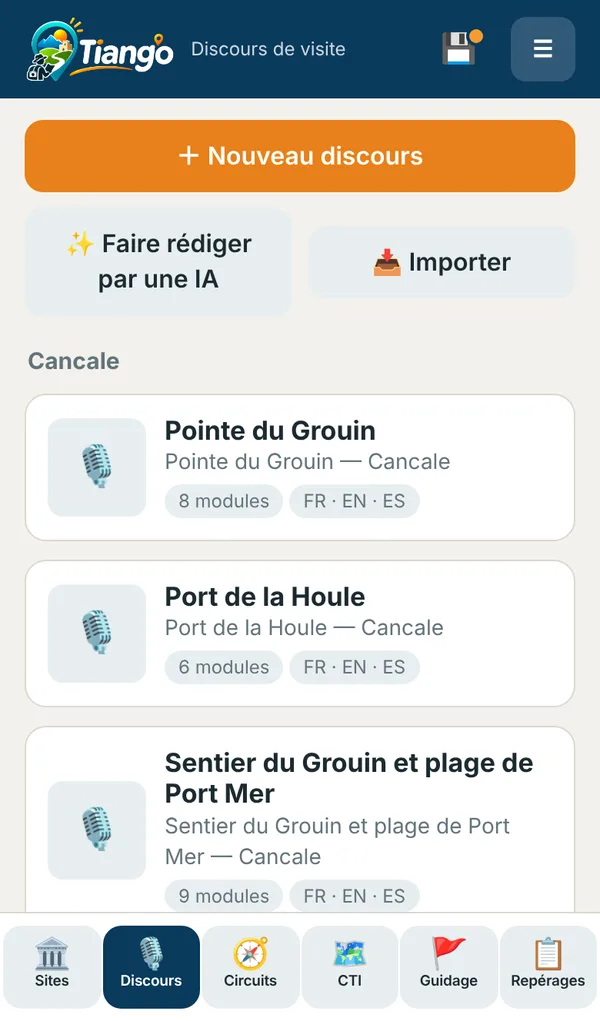 Tiango
Discours de visite
☰
+ Nouveau discours
✨ Faire rédiger
par une IA
📥 Importer
Cancale
Pointe du Grouin
Pointe du Grouin — Cancale
8 modules
FR · EN · ES
Port de la Houle
Port de la Houle — Cancale
6 modules
FR · EN · ES
Sentier du Grouin et plage de
Port Mer
Sentier du Grouin et plage de Port
Mer — Cancale
9 modules
FR · EN · ES
Sites
Discours
Circuits
CTI
Guidage
Repérages